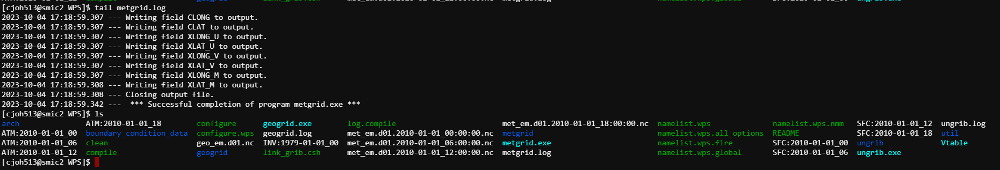 [cjoh513@smic2 WPS]$ tail metgrid.log
2023-10-04 17:18:59.307 --- Writing field CLONG to output.
2023-10-04 17:18:59.307 --- Writing field CLAT to output.
2023-10-04 17:18:59.307 --- Writing field XLONG_U to output.
2023-10-04 17:18:59.307 --- Writing field XLAT_U to output.
2023-10-04 17:18:59.307 --- Writing field XLONG_V to output.
2023-10-04 17:18:59.307 --- Writing field XLAT_V to output.
2023-10-04 17:18:59.307 --- Writing field XLONG_M to output.
2023-10-04 17:18:59.308 --- Writing field XLAT_M to output.
2023-10-04 17:18:59.308 --- Closing output file.
2023-10-04 17:18:59.342 ---  *** Successful completion of program metgrid.exe ***
[cjoh513@smic2 WPS]$ ls
arch ATM:2010-01-01_18 configure geogrid.exe log.compile met_em.d01.2010-01-01_18:00:00.nc namelist.wps namelist.wps.nmm SFC:2010-01-01_12 ungrib.log
ATM:2010-01-01_00 boundary_condition_data configure.wps geogrid.log met_em.d01.2010-01-01_00:00:00.nc metgrid namelist.wps.all_options README SFC:2010-01-01_18 util
ATM:2010-01-01_06 clean geo_em.d01.nc INV:1979-01-01_00 met_em.d01.2010-01-01_06:00:00.nc metgrid.exe namelist.wps.fire SFC:2010-01-01_00 ungrib Vtable
ATM:2010-01-01_12 compile geogrid link_grib.csh met_em.d01.2010-01-01_12:00:00.nc metgrid.log namelist.wps.global SFC:2010-01-01_06 ungrib.exe
[cjoh513@smic2 WPS]$